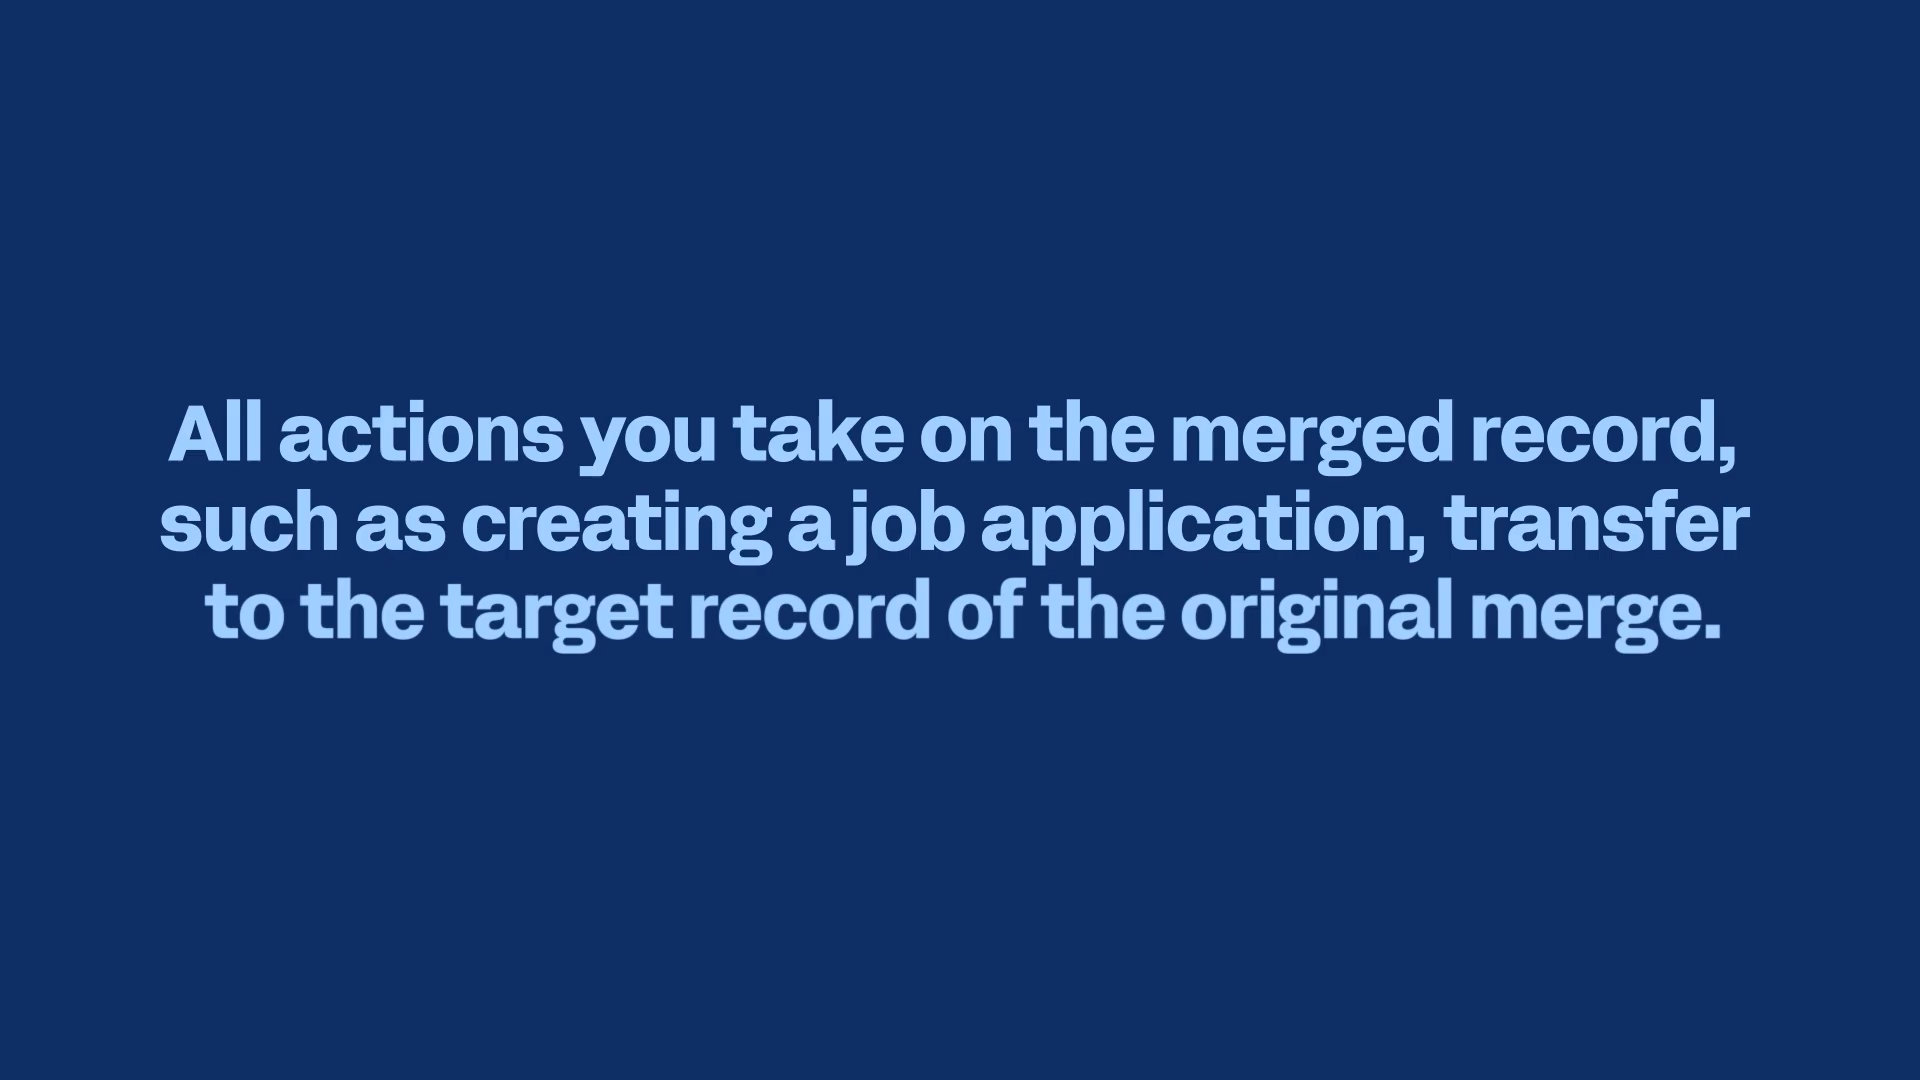 All actions you take on the merged record,
such as creating a job application, transfer
to the target record of the original merge.